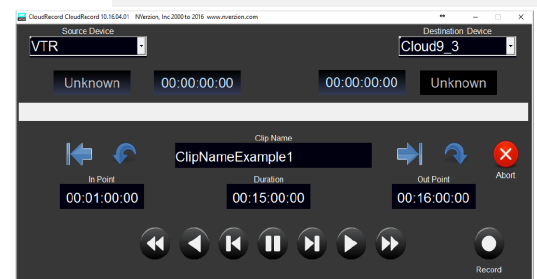 CloudRecord CloudRecord 10.16.04.01 NVerzion, Inc 2000 to 2016 www.nverzion.com
Source Device
Destination Device
VTR
Cloud9_3
Unknown
00:00:00:00
00:00:00:00
Unknown
Clip Name
ClipNameExample1
Abort
In Point
Duration
Out Point
00:01:00:00
00:15:00:00
00:16:00:00
Record